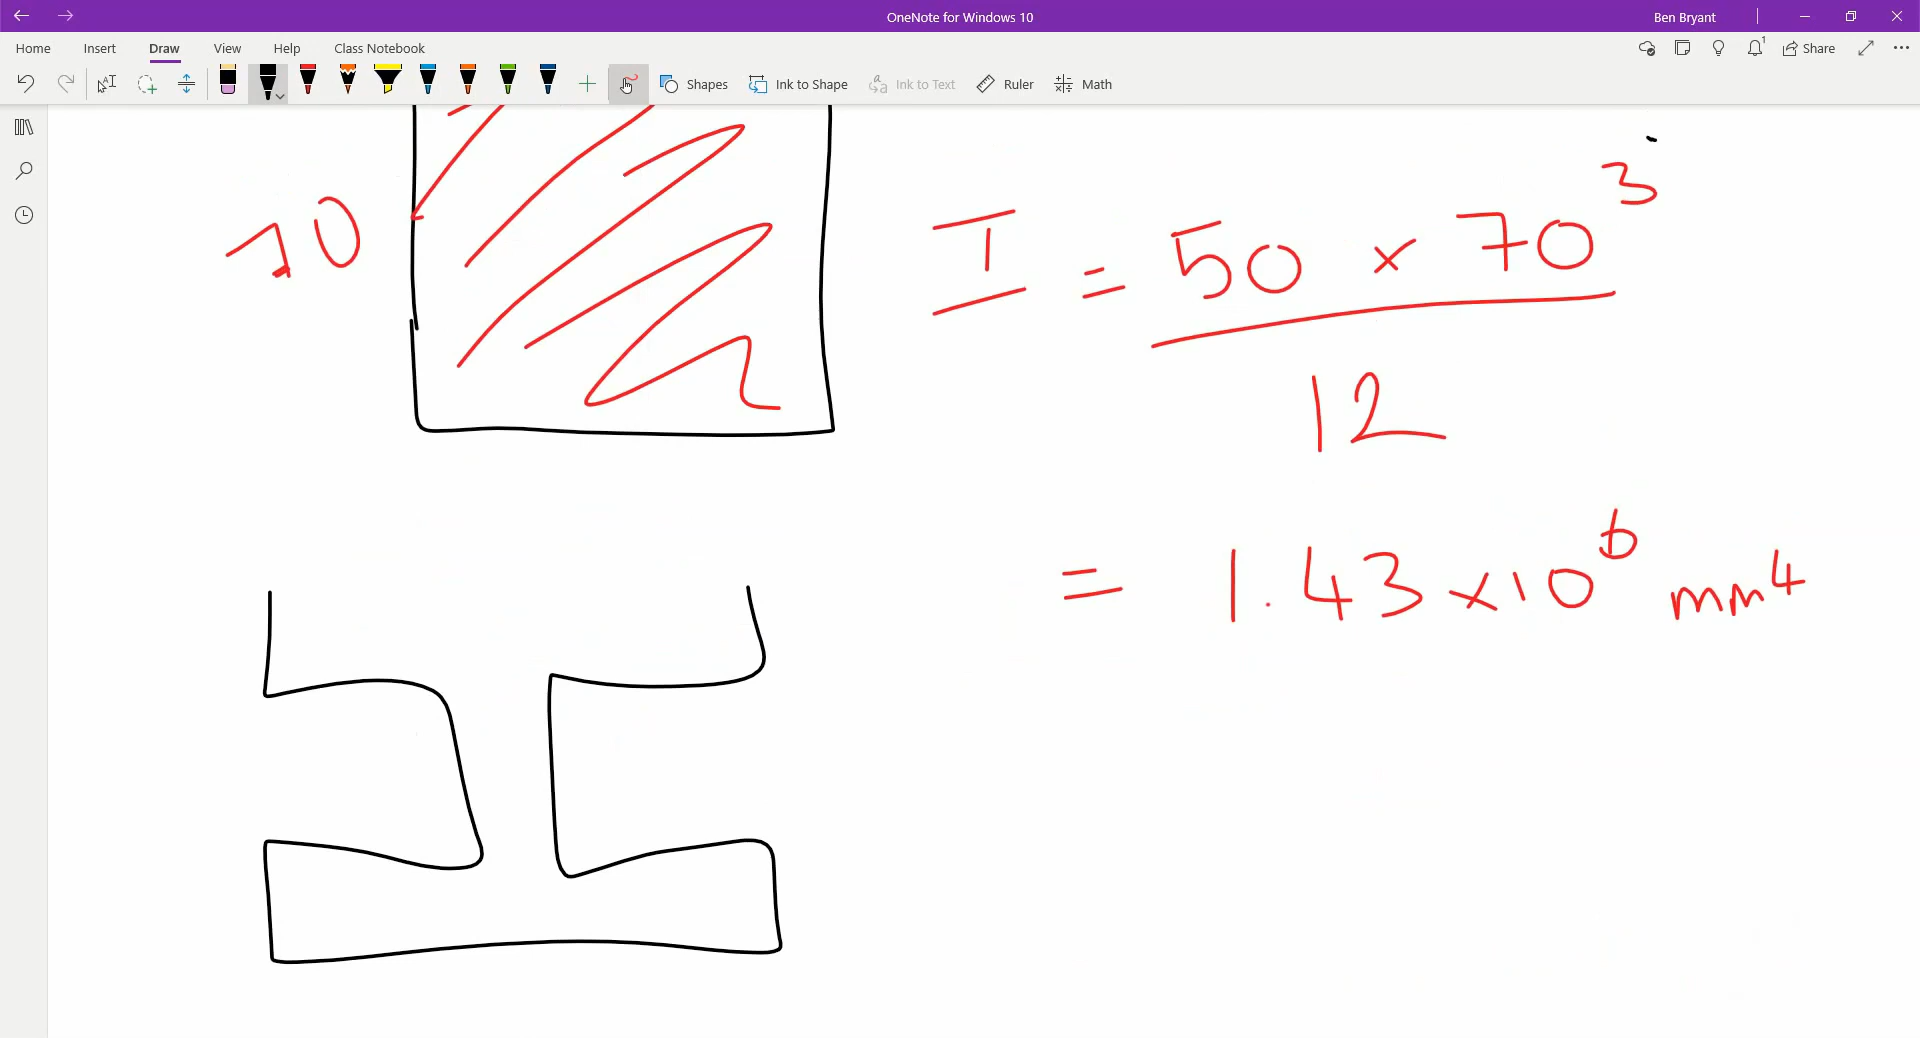 OneNote for Windows 10
Ben Bryant
Home Insert Draw View Help Class Notebook
1
Share
Shapes Ink to Shape Ink to Text Ruler Math
70
I = 50 × 70³
12
= 1.43 × 10⁶ mm⁴